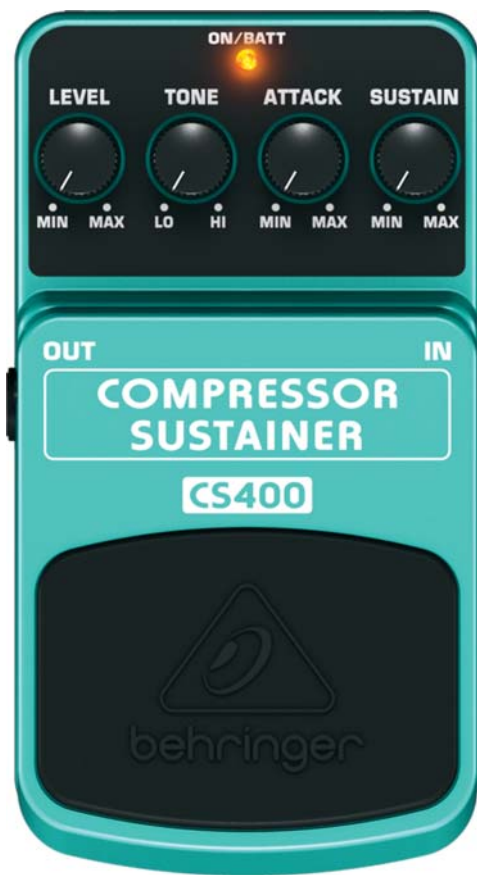 ON/BATT
LEVEL TONE ATTACK SUSTAIN
MIN MAX LO HI MIN MAX MIN MAX
OUT IN
COMPRESSOR
SUSTAINER
CS400
behringer